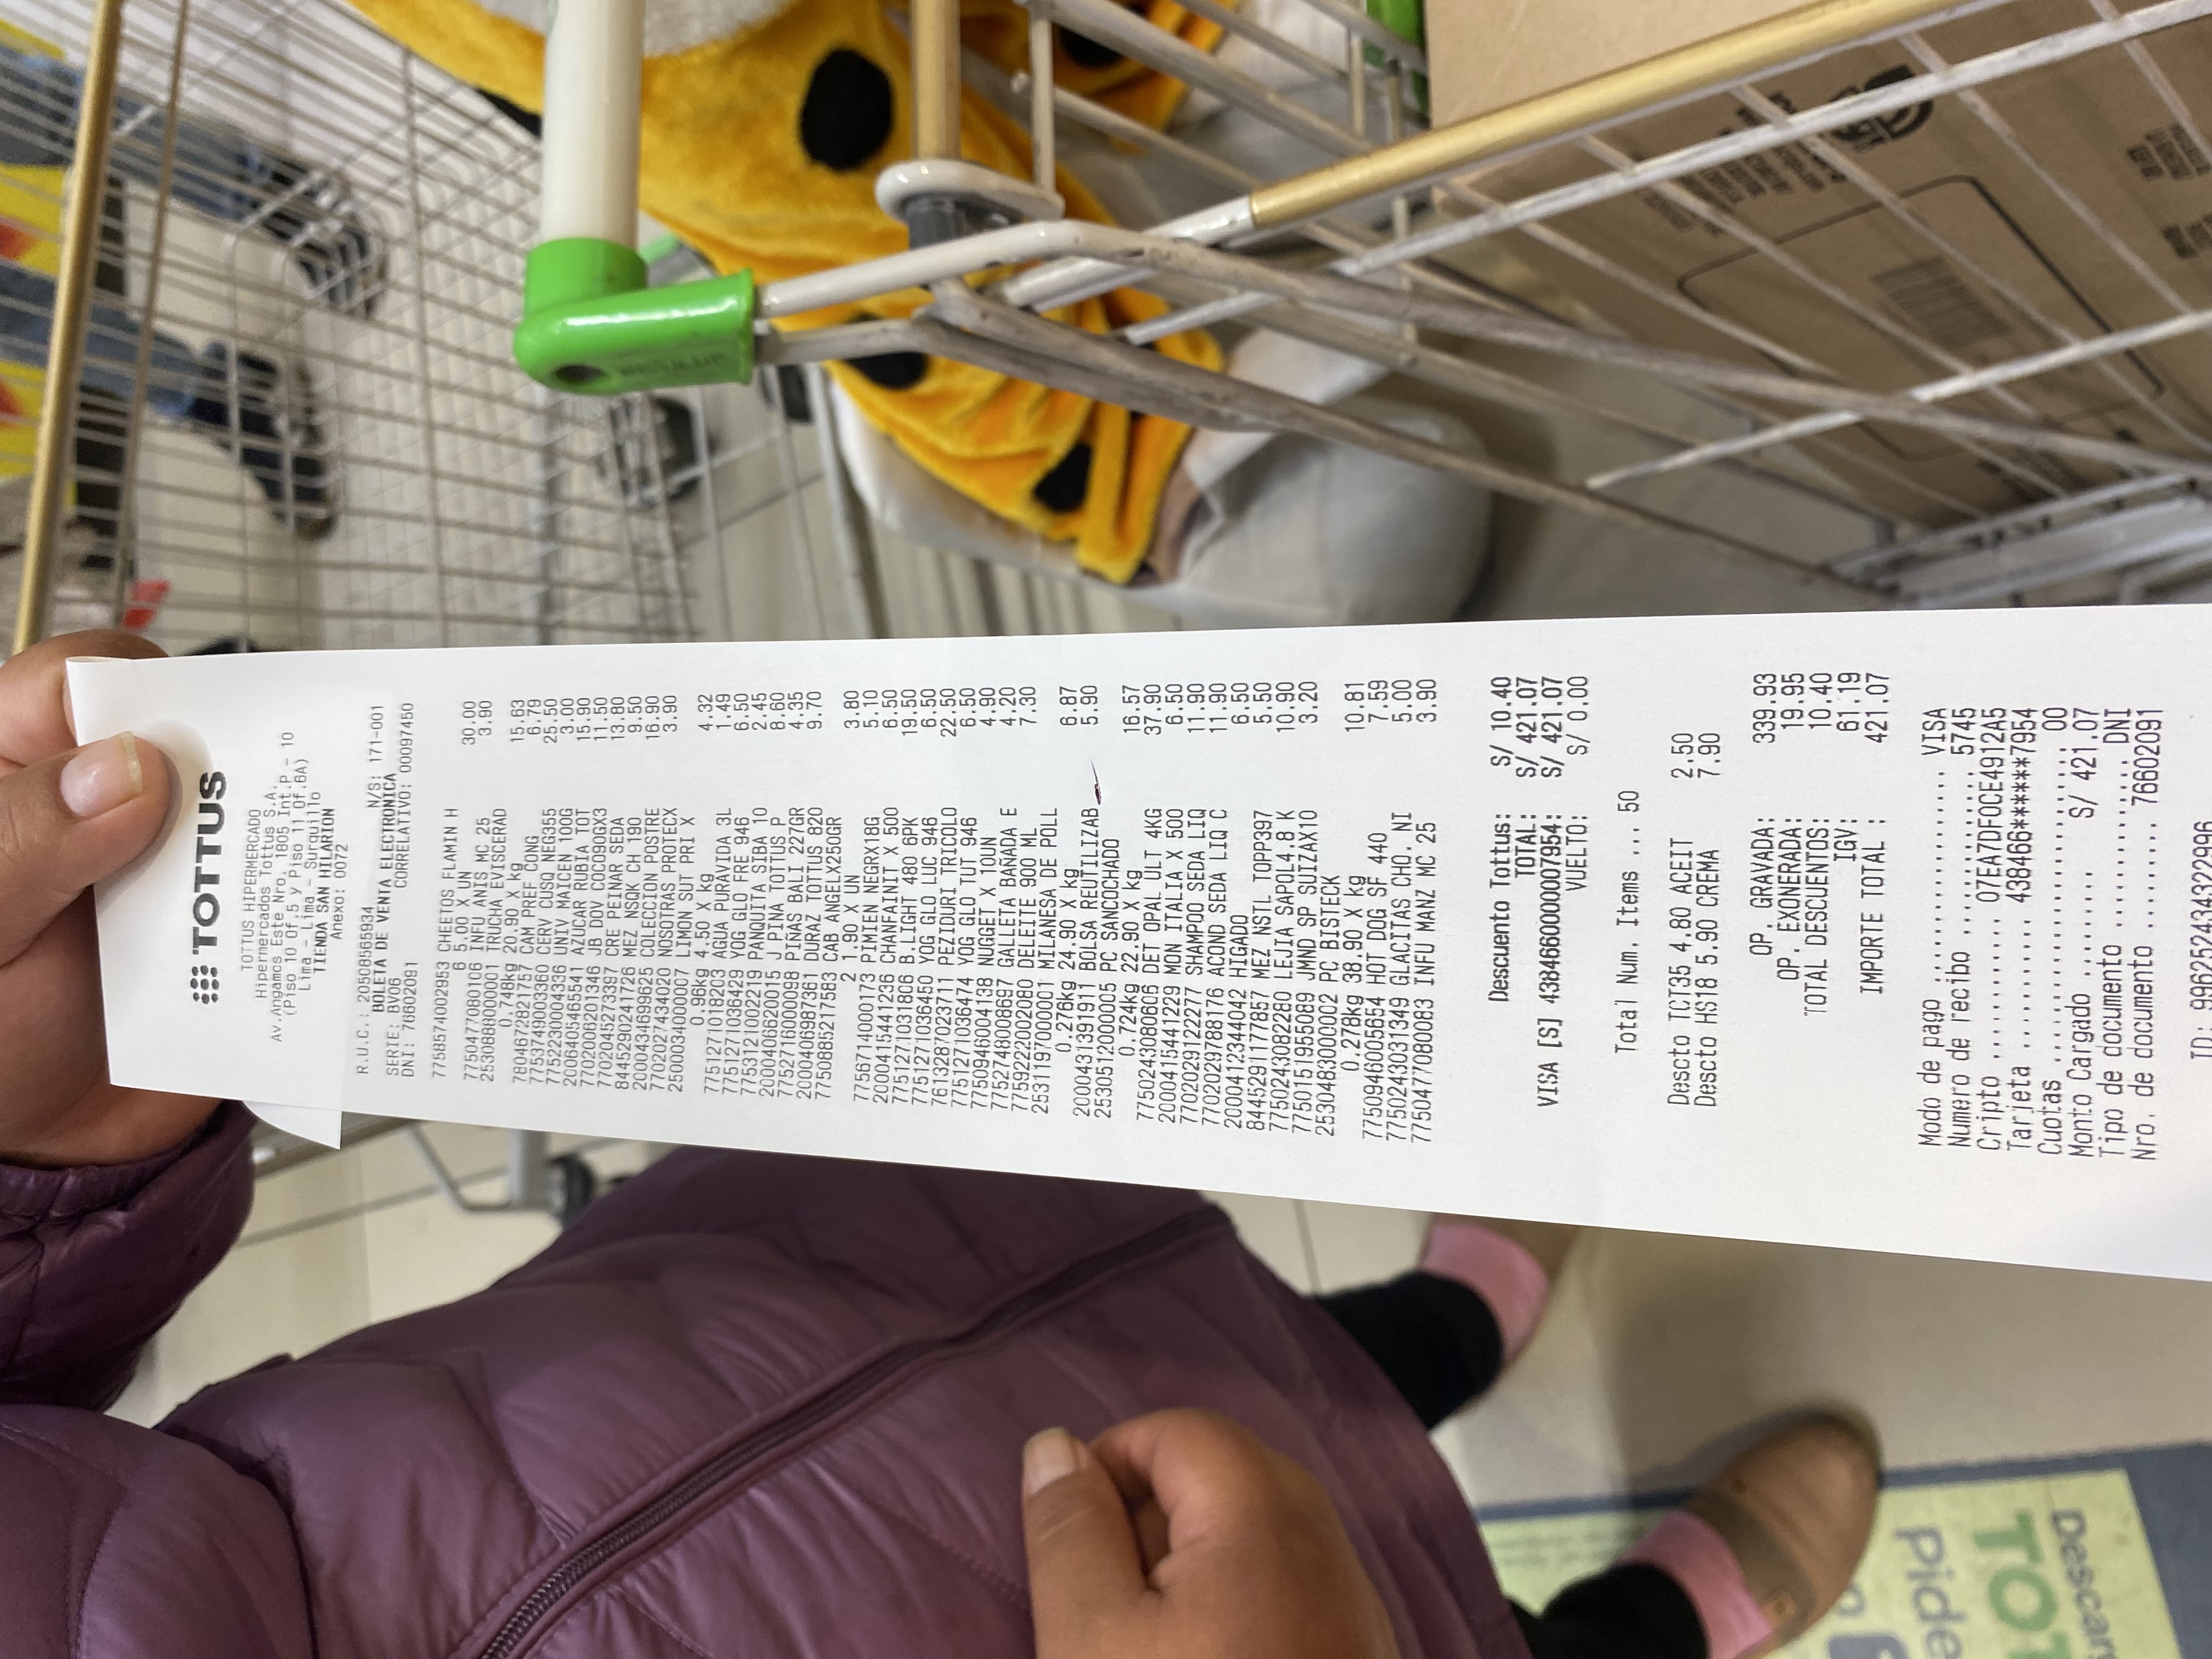 TOTTUS
TOTTUS HIPERMERCADO
Hipermercados Tottus S.A.
Av.Angamos Este Nro. 1805 Int.P - 10
(Piso 10 Of.5 y Piso 11 Of.6A)
Lima - Lima - Surquillo
TIENDA SAN HILARION
Anexo: 0072
R.U.C.: 20508565934 N/S: 171-001
BOLETA DE VENTA ELECTRONICA
SERIE: BV06 CORRELATIVO: 00097450
DNI: 76602091
7758574002953 CHEETOS FLAMIN H
6 5.00 X UN 30.00
7750477080106 INFU ANIS MC 25 3.90
2530888000001 TRUCHA EVISCERAD
0.748kg 20.90 X kg 15.63
7804672821757 CAM PREF CONG 6.79
7753749003360 CERV CUSQ NEG355 25.50
7752230004336 UNIV MAICEN 100G 3.00
2006405465541 AZUCAR RUBIA TOT 15.90
7702006201346 JB DOV COCO90GX3 11.50
7702045273397 CRE PEINAR SEDA 13.80
8445290241726 MEZ NSQK CH 190 9.50
2000434699625 COLECCION POSTRE 16.90
7702027434020 NOSOTRAS PROTECX 3.90
2500034000007 LIMON SUT PRI X
0.96kg 4.50 X kg 4.32
7751271018203 AGUA PURAVIDA 3L 1.49
7751271036429 YOG GLO FRE 946 6.50
7753121002219 PANQUITA SIBA 10 2.45
2000406620015 J PINA TOTTUS P 8.60
7752716000098 PIÑAS BALI 227GR 4.35
2000406987361 DURAZ TOTTUS 820 9.70
7750885217583 CAB ANGELX250GR
2 1.90 X UN 3.80
7756714000173 PIMIEN NEGRX18G 5.10
2000415441236 CHANFAINIT X 500 6.50
7751271031806 B.LIGHT 480 6PK 19.50
7751271036450 YOG GLO LUC 946 6.50
7613287023711 PEZIDURI TRICOLO 22.50
7751271036474 YOG GLO TUT 946 6.50
7750946004138 NUGGET X 10UN 4.90
7752748008697 GALLETA BAÑADA E 4.20
7759222002080 DELEITE 900 ML 7.30
2531197000001 MILANESA DE POLL
0.276kg 24.90 X kg 6.87
2000431391911 BOLSA REUTILIZAB 5.90
2530512000005 PC SANCOCHADO
0.724kg 22.90 X kg 16.57
7750243080606 DET OPAL ULT 4KG 37.90
2000415441229 MON ITALIA X 500 6.50
7702029122277 SHAMPOO SEDA LIQ 11.90
7702029788176 ACOND SEDA LIQ C 11.90
2000412344042 HIGADO 6.50
8445291177857 MEZ NSTL TOPP397 5.50
7750243082280 LEJIA SAPOL4.8 K 10.90
7750151955089 JMND SP SUIZAX10 3.20
2530483000002 PC BISTECK
0.278kg 38.90 X kg 10.81
7750946005654 HOT DOG SF 440 7.59
7750243031349 GLACITAS CHO. NI 5.00
7750477080083 INFU MANZ MC 25 3.90
Descuento Tottus: S/ 10.40
TOTAL: S/ 421.07
VISA [S] 4384660000007954: S/ 421.07
VUELTO: S/ 0.00
Total Num. Items ... 50
Descto TCT35 4.80 ACEIT 2.50
Descto HS18 5.90 CREMA 7.90
OP. GRAVADA: 339.93
OP. EXONERADA: 19.95
TOTAL DESCUENTOS: 10.40
IGV: 61.19
IMPORTE TOTAL : 421.07
Modo de pago .................. VISA
Numero de recibo .............. 5745
Cripto ............ 07EA7DF0CE4912A5
Tarjeta ........... 438466******7954
Cuotas .......................... 00
Monto Cargado ......... S/ 421.07
Tipo de documento .............. DNI
Nro. de documento ......... 76602091
ID: 996252434322996
Pide
TOT
Descar